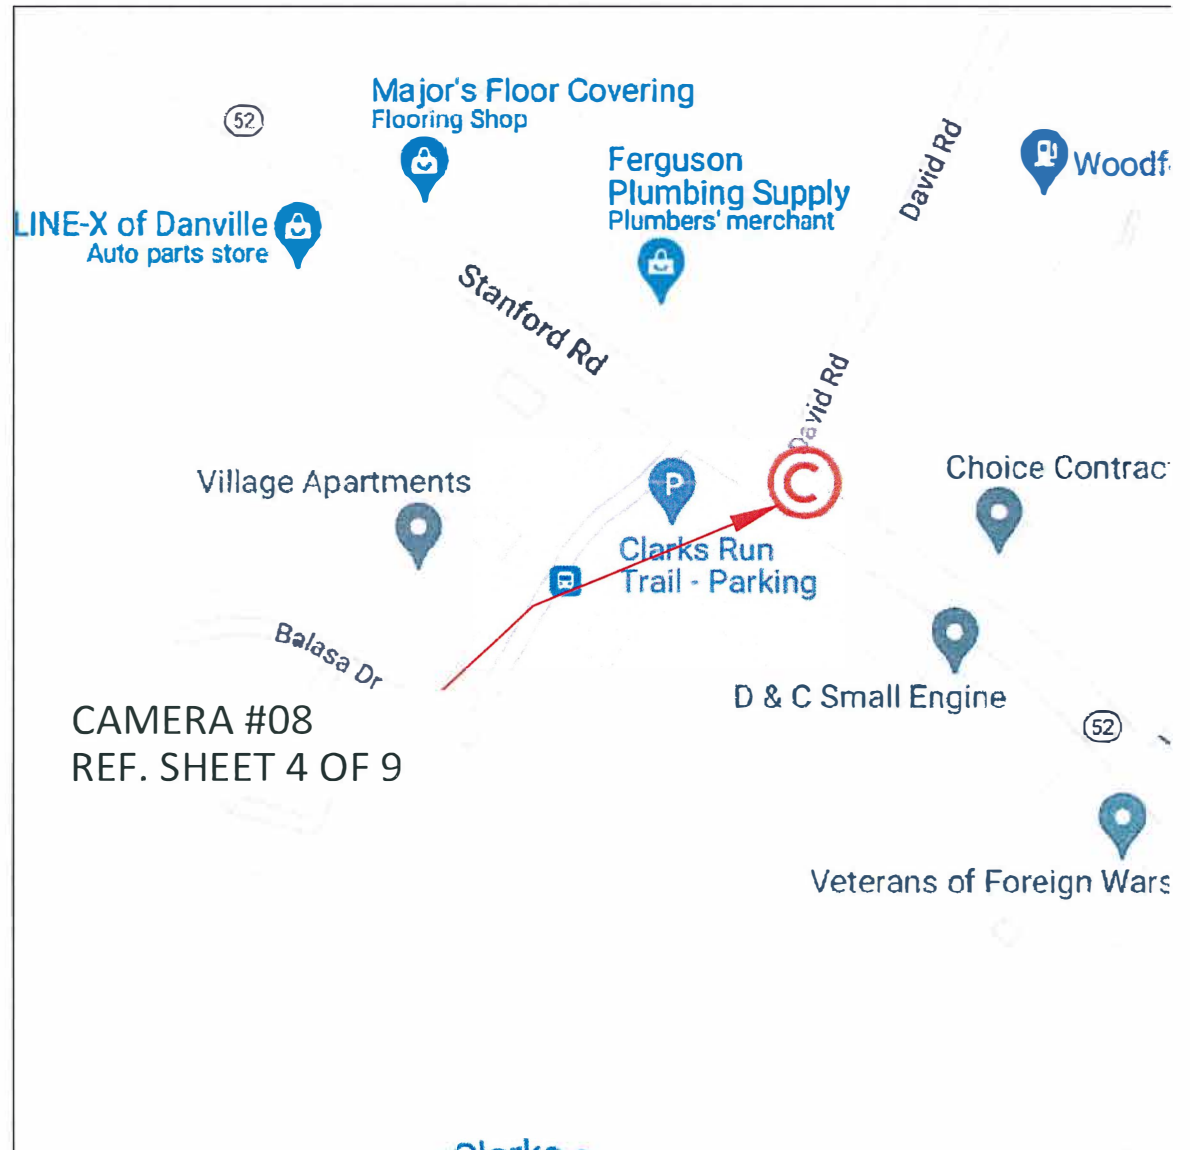 Major's Floor Covering
Flooring Shop
52
David Rd
Ferguson
Plumbing Supply
Plumbers' merchant
Woodf
LINE-X of Danville
Auto parts store
Stanford Rd
David Rd
C
P
Village Apartments
Choice Contrac
Clarks Run
Trail - Parking
Balasa Dr
D & C Small Engine
CAMERA #08
REF. SHEET 4 OF 9
52
Veterans of Foreign Wars